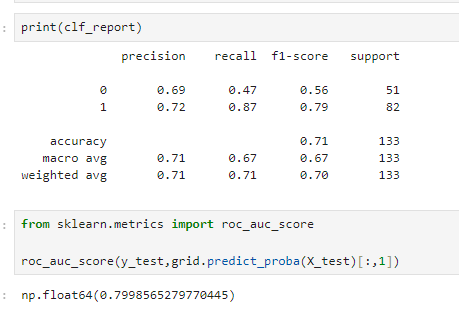 print(clf_report)
precision recall f1-score support
0 0.69 0.47 0.56 51
1 0.72 0.87 0.79 82
accuracy 0.71 133
macro avg 0.71 0.67 0.67 133
weighted avg 0.71 0.71 0.70 133
from sklearn.metrics import roc_auc_score
roc_auc_score(y_test,grid.predict_proba(X_test)[:,1])
np.float64(0.7998565279770445)